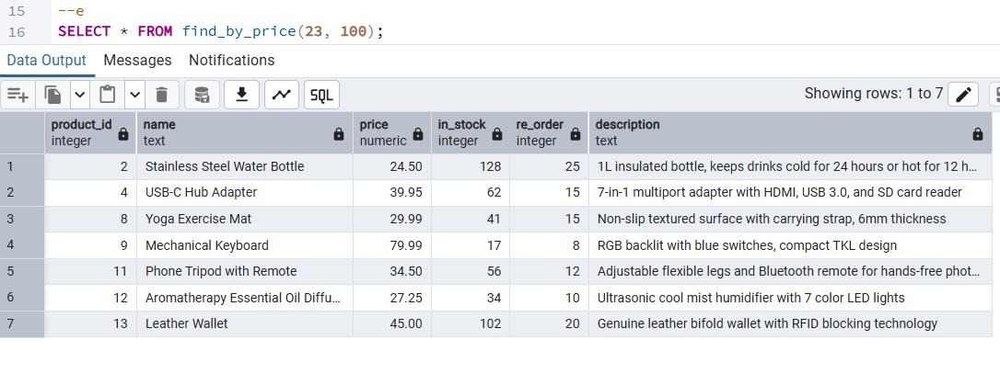 15 --e
16 SELECT * FROM find_by_price(23, 100);
Data Output Messages Notifications
SQL Showing rows: 1 to 7
product_id name price in_stock re_order description
integer text numeric integer integer text
1 2 Stainless Steel Water Bottle 24.50 128 25 1L insulated bottle, keeps drinks cold for 24 hours or hot for 12 h...
2 4 USB-C Hub Adapter 39.95 62 15 7-in-1 multiport adapter with HDMI, USB 3.0, and SD card reader
3 8 Yoga Exercise Mat 29.99 41 15 Non-slip textured surface with carrying strap, 6mm thickness
4 9 Mechanical Keyboard 79.99 17 8 RGB backlit with blue switches, compact TKL design
5 11 Phone Tripod with Remote 34.50 56 12 Adjustable flexible legs and Bluetooth remote for hands-free phot...
6 12 Aromatherapy Essential Oil Diffu... 27.25 34 10 Ultrasonic cool mist humidifier with 7 color LED lights
7 13 Leather Wallet 45.00 102 20 Genuine leather bifold wallet with RFID blocking technology